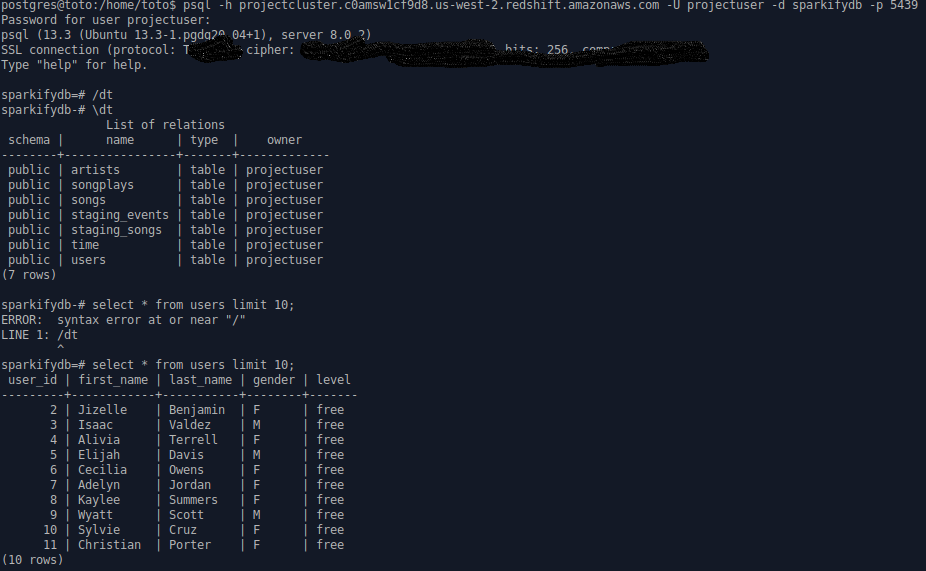 postgres@toto:/home/toto$ psql -h projectcluster.c0amsw1cf9d8.us-west-2.redshift.amazonaws.com -U projectuser -d sparkifydb -p 5439
Password for user projectuser:
psql (13.3 (Ubuntu 13.3-1.pgdg20.04+1), server 8.0.2)
SSL connection (protocol: cipher: bits: 256,
Type "help" for help.
sparkifydb=# /dt
sparkifydb-# \dt
List of relations
schema | name | type | owner
--------+----------------+-------+-------------
public | artists | table | projectuser
public | songplays | table | projectuser
public | songs | table | projectuser
public | staging_events | table | projectuser
public | staging_songs | table | projectuser
public | time | table | projectuser
public | users | table | projectuser
(7 rows)
sparkifydb-# select * from users limit 10;
ERROR:  syntax error at or near "/"
LINE 1: /dt
^
sparkifydb=# select * from users limit 10;
user_id | first_name | last_name | gender | level
---------+------------+-----------+--------+-------
2 | Jizelle | Benjamin | F | free
3 | Isaac | Valdez | M | free
4 | Alivia | Terrell | F | free
5 | Elijah | Davis | M | free
6 | Cecilia | Owens | F | free
7 | Adelyn | Jordan | F | free
8 | Kaylee | Summers | F | free
9 | Wyatt | Scott | M | free
10 | Sylvie | Cruz | F | free
11 | Christian | Porter | F | free
(10 rows)